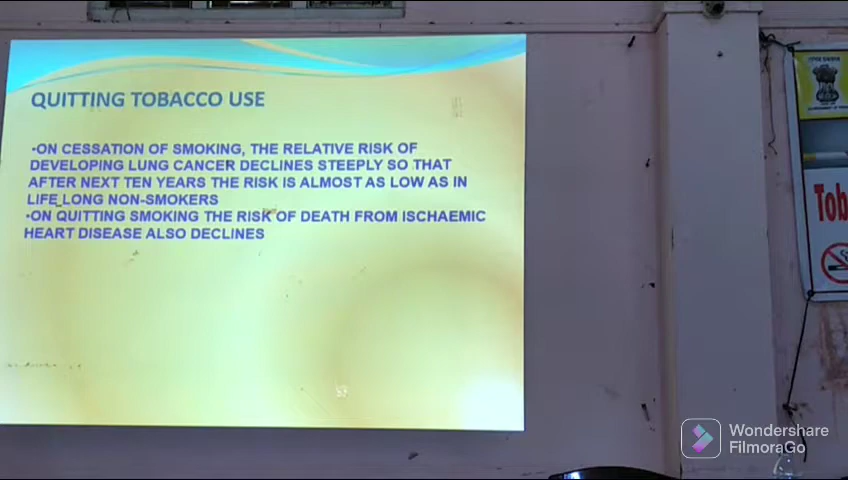 QUITTING TOBACCO USE
•ON CESSATION OF SMOKING, THE RELATIVE RISK OF
DEVELOPING LUNG CANCER DECLINES STEEPLY SO THAT
AFTER NEXT TEN YEARS THE RISK IS ALMOST AS LOW AS IN
LIFE LONG NON-SMOKERS
•ON QUITTING SMOKING THE RISK OF DEATH FROM ISCHAEMIC
HEART DISEASE ALSO DECLINES
Tob
Wondershare
FilmoraGo